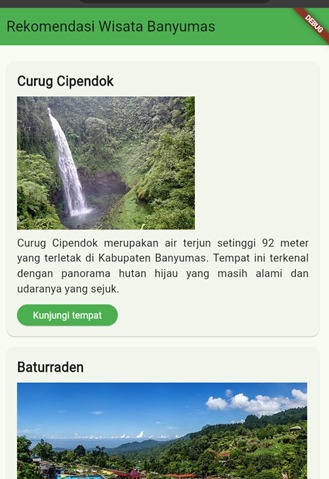 Rekomendasi Wisata Banyumas
DEBUG
Curug Cipendok
Curug Cipendok merupakan air terjun setinggi 92 meter
yang terletak di Kabupaten Banyumas. Tempat ini terkenal
dengan panorama hutan hijau yang masih alami dan
udaranya yang sejuk.
Kunjungi tempat
Baturraden